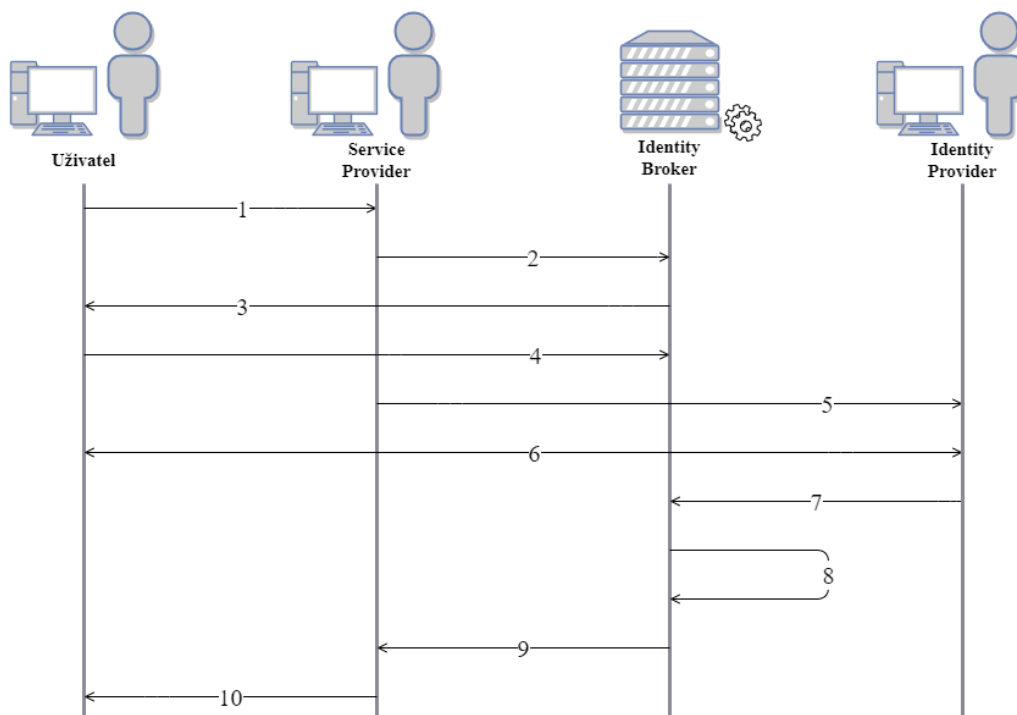 Uživatel
Service
Provider
Identity
Broker
Identity
Provider
1
2
3
4
5
6
7
8
9
10